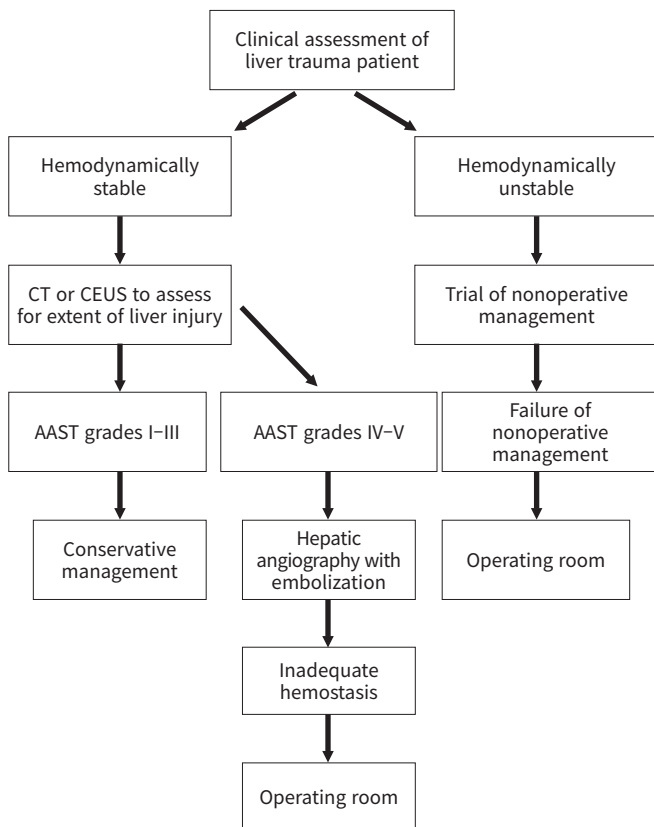 Clinical assessment of
liver trauma patient
Hemodynamically
stable
Hemodynamically
unstable
CT or CEUS to assess
for extent of liver injury
Trial of nonoperative
management
AAST grades I–III
AAST grades IV–V
Failure of
nonoperative
management
Conservative
management
Hepatic
angiography with
embolization
Operating room
Inadequate
hemostasis
Operating room